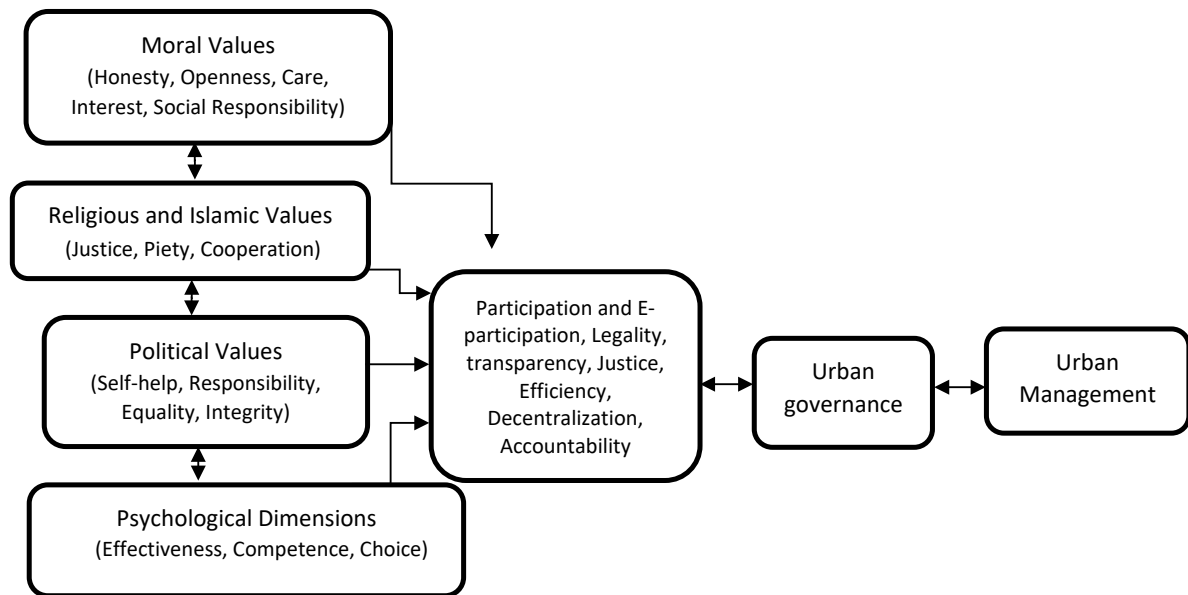 Moral Values
(Honesty, Openness, Care,
Interest, Social Responsibility)
Religious and Islamic Values
(Justice, Piety, Cooperation)
Political Values
(Self-help, Responsibility,
Equality, Integrity)
Psychological Dimensions
(Effectiveness, Competence, Choice)
Participation and E-
participation, Legality,
transparency, Justice,
Efficiency,
Decentralization,
Accountability
Urban
governance
Urban
Management